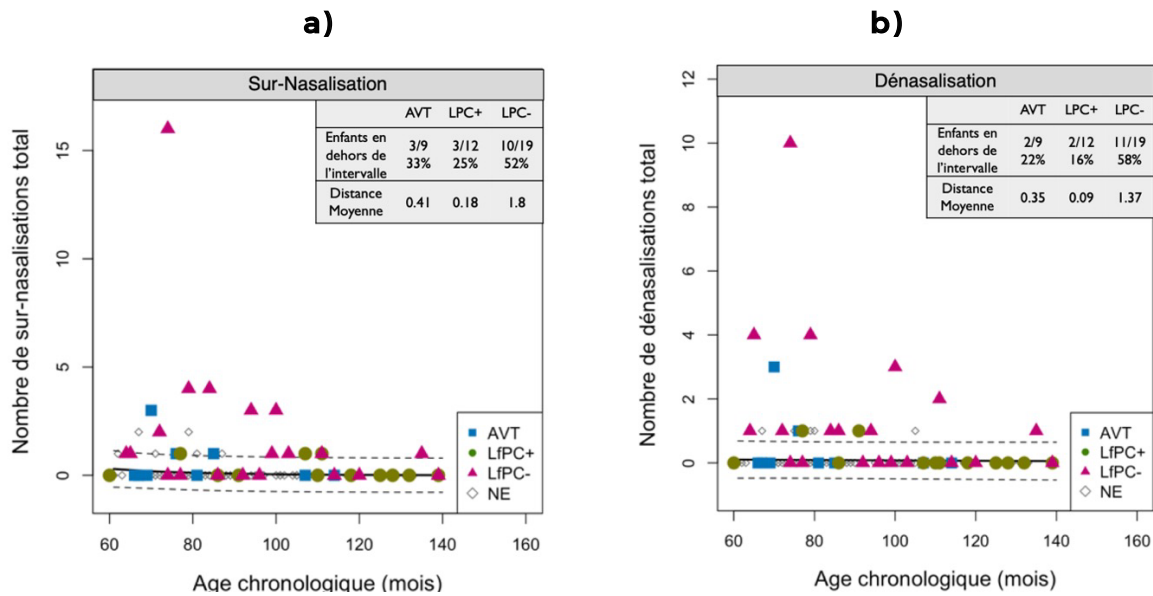 a)
Sur-Nasalisation
AVT LPC+ LPC-
Enfants en dehors de l'intervalle 3/9 33% 3/12 25% 10/19 52%
Distance Moyenne 0.41 0.18 1.8
Nombre de sur-nasalisations total
15
10
5
0
AVT
LfPC+
LfPC-
NE
60 80 100 120 140 160
Age chronologique (mois)
b)
Dénasalisation
AVT LPC+ LPC-
Enfants en dehors de l'intervalle 2/9 22% 2/12 16% 11/19 58%
Distance Moyenne 0.35 0.09 1.37
Nombre de dénasalisations total
12
10
8
6
4
2
0
AVT
LfPC+
LfPC-
NE
60 80 100 120 140 160
Age chronologique (mois)